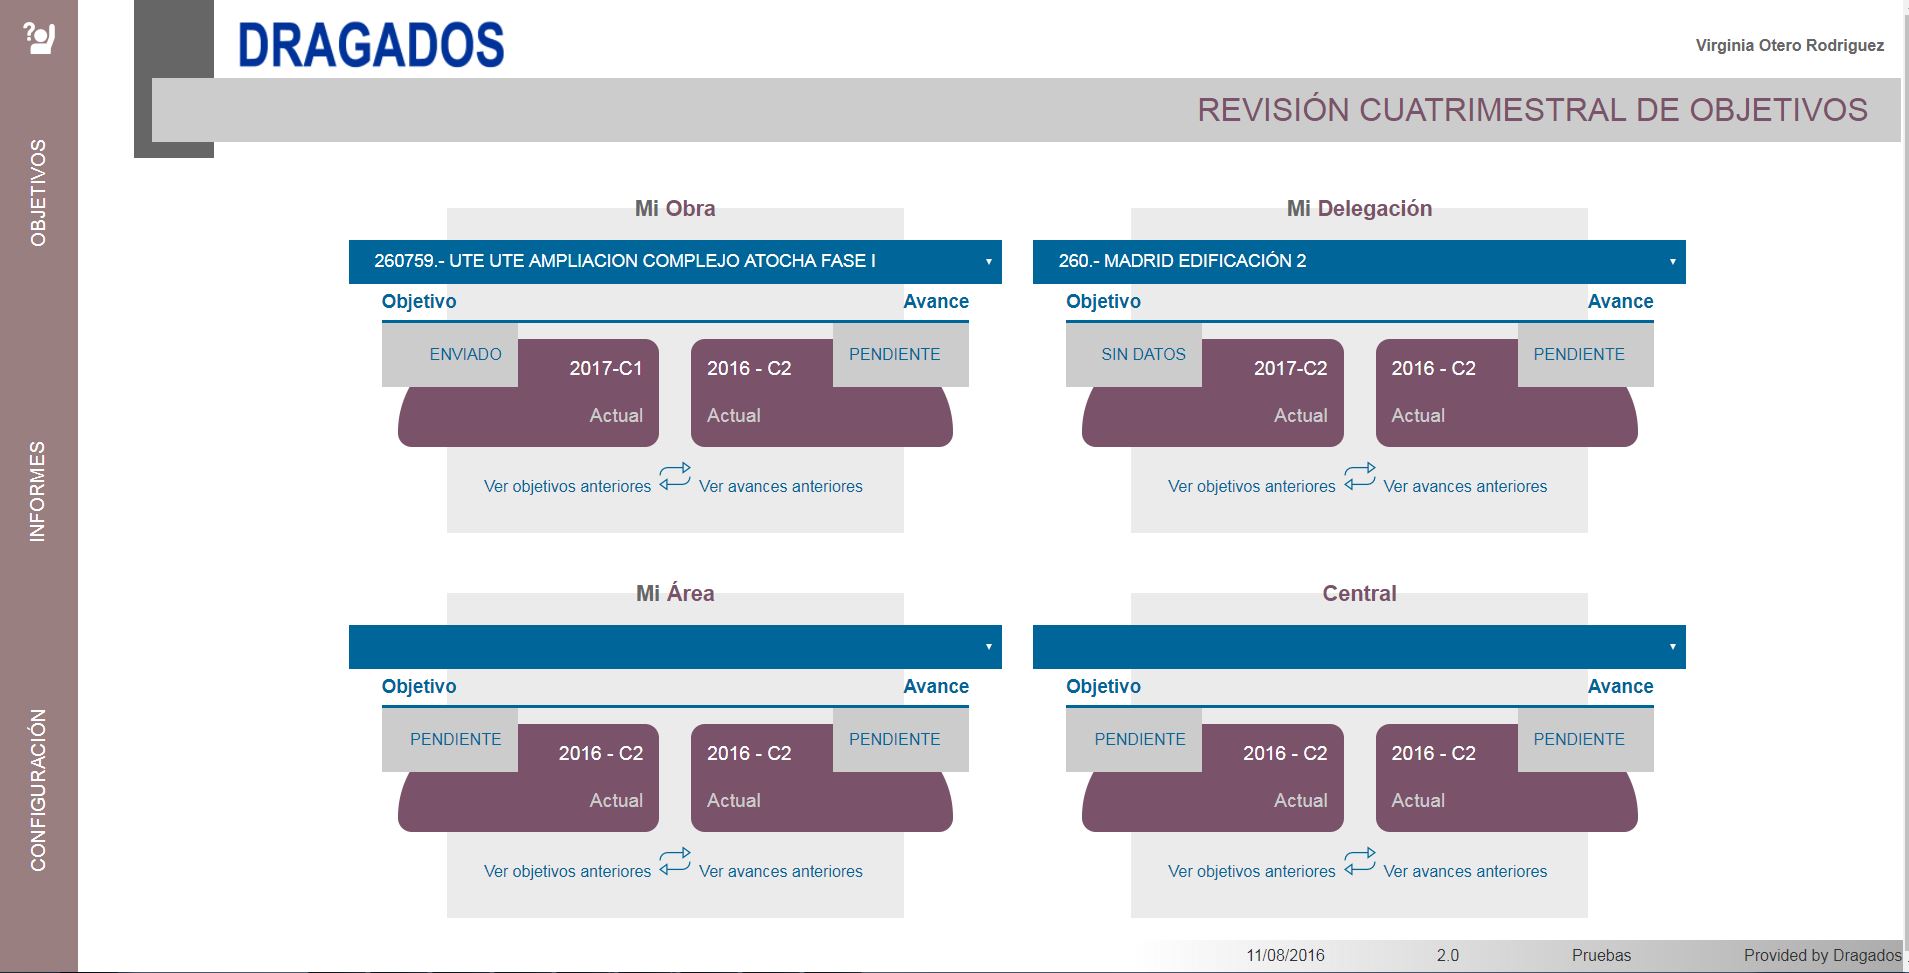 DRAGADOS
Virginia Otero Rodriguez
REVISIÓN CUATRIMESTRAL DE OBJETIVOS
OBJETIVOS
INFORMES
CONFIGURACIÓN
Mi Obra
260759.- UTE UTE AMPLIACION COMPLEJO ATOCHA FASE I
Objetivo Avance
ENVIADO 2017-C1 2016 - C2 PENDIENTE
Actual Actual
Ver objetivos anteriores Ver avances anteriores
Mi Delegación
260.- MADRID EDIFICACIÓN 2
Objetivo Avance
SIN DATOS 2017-C2 2016 - C2 PENDIENTE
Actual Actual
Ver objetivos anteriores Ver avances anteriores
Mi Área
Objetivo Avance
PENDIENTE 2016 - C2 2016 - C2 PENDIENTE
Actual Actual
Ver objetivos anteriores Ver avances anteriores
Central
Objetivo Avance
PENDIENTE 2016 - C2 2016 - C2 PENDIENTE
Actual Actual
Ver objetivos anteriores Ver avances anteriores
11/08/2016 2.0 Pruebas Provided by Dragados